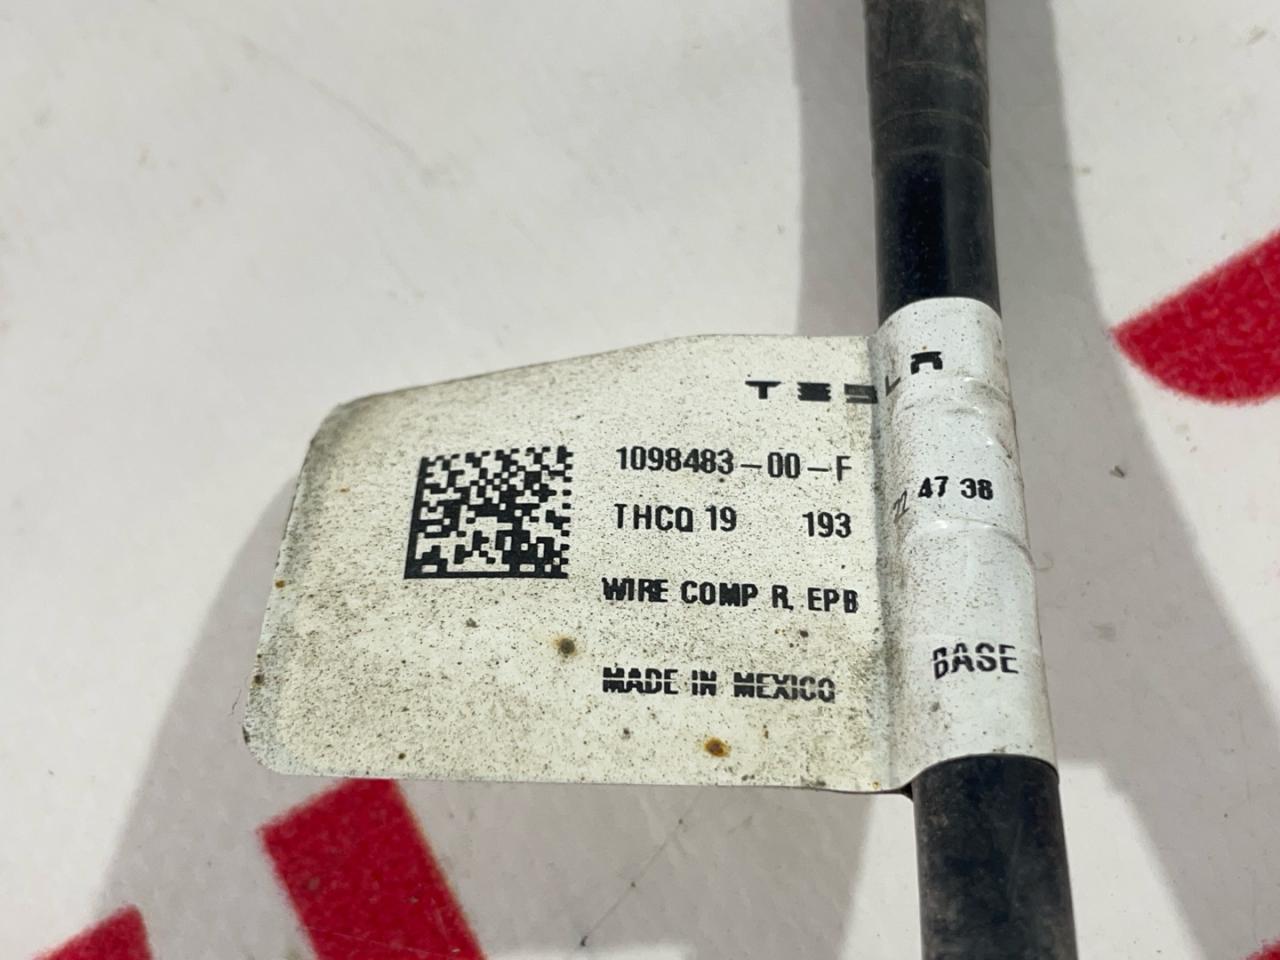 TESLA
1098483-00-F
THCQ 19 193 47 38
WIRE COMP R, EPB
BASE
MADE IN MEXICO